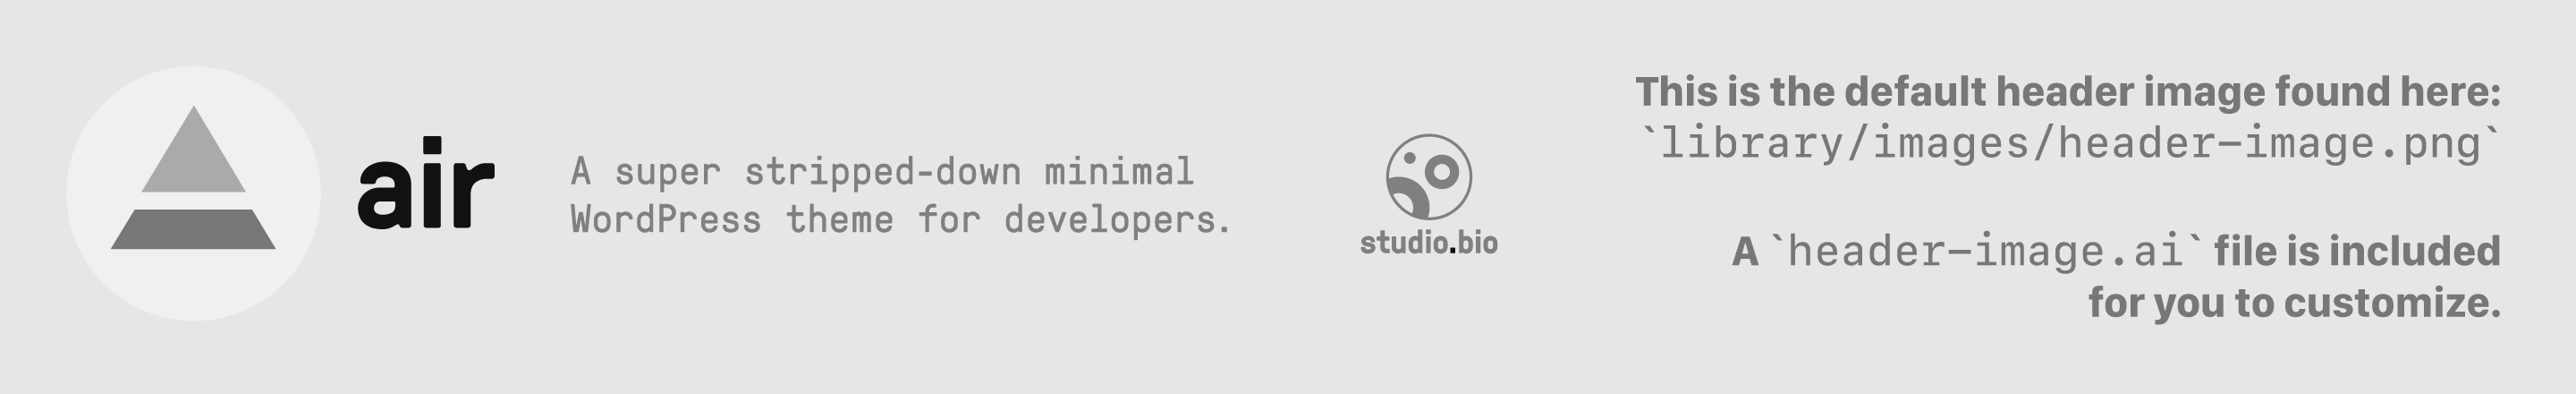 air
A super stripped-down minimal
WordPress theme for developers.
studio.bio
This is the default header image found here:
`library/images/header-image.png`
A `header-image.ai` file is included
for you to customize.